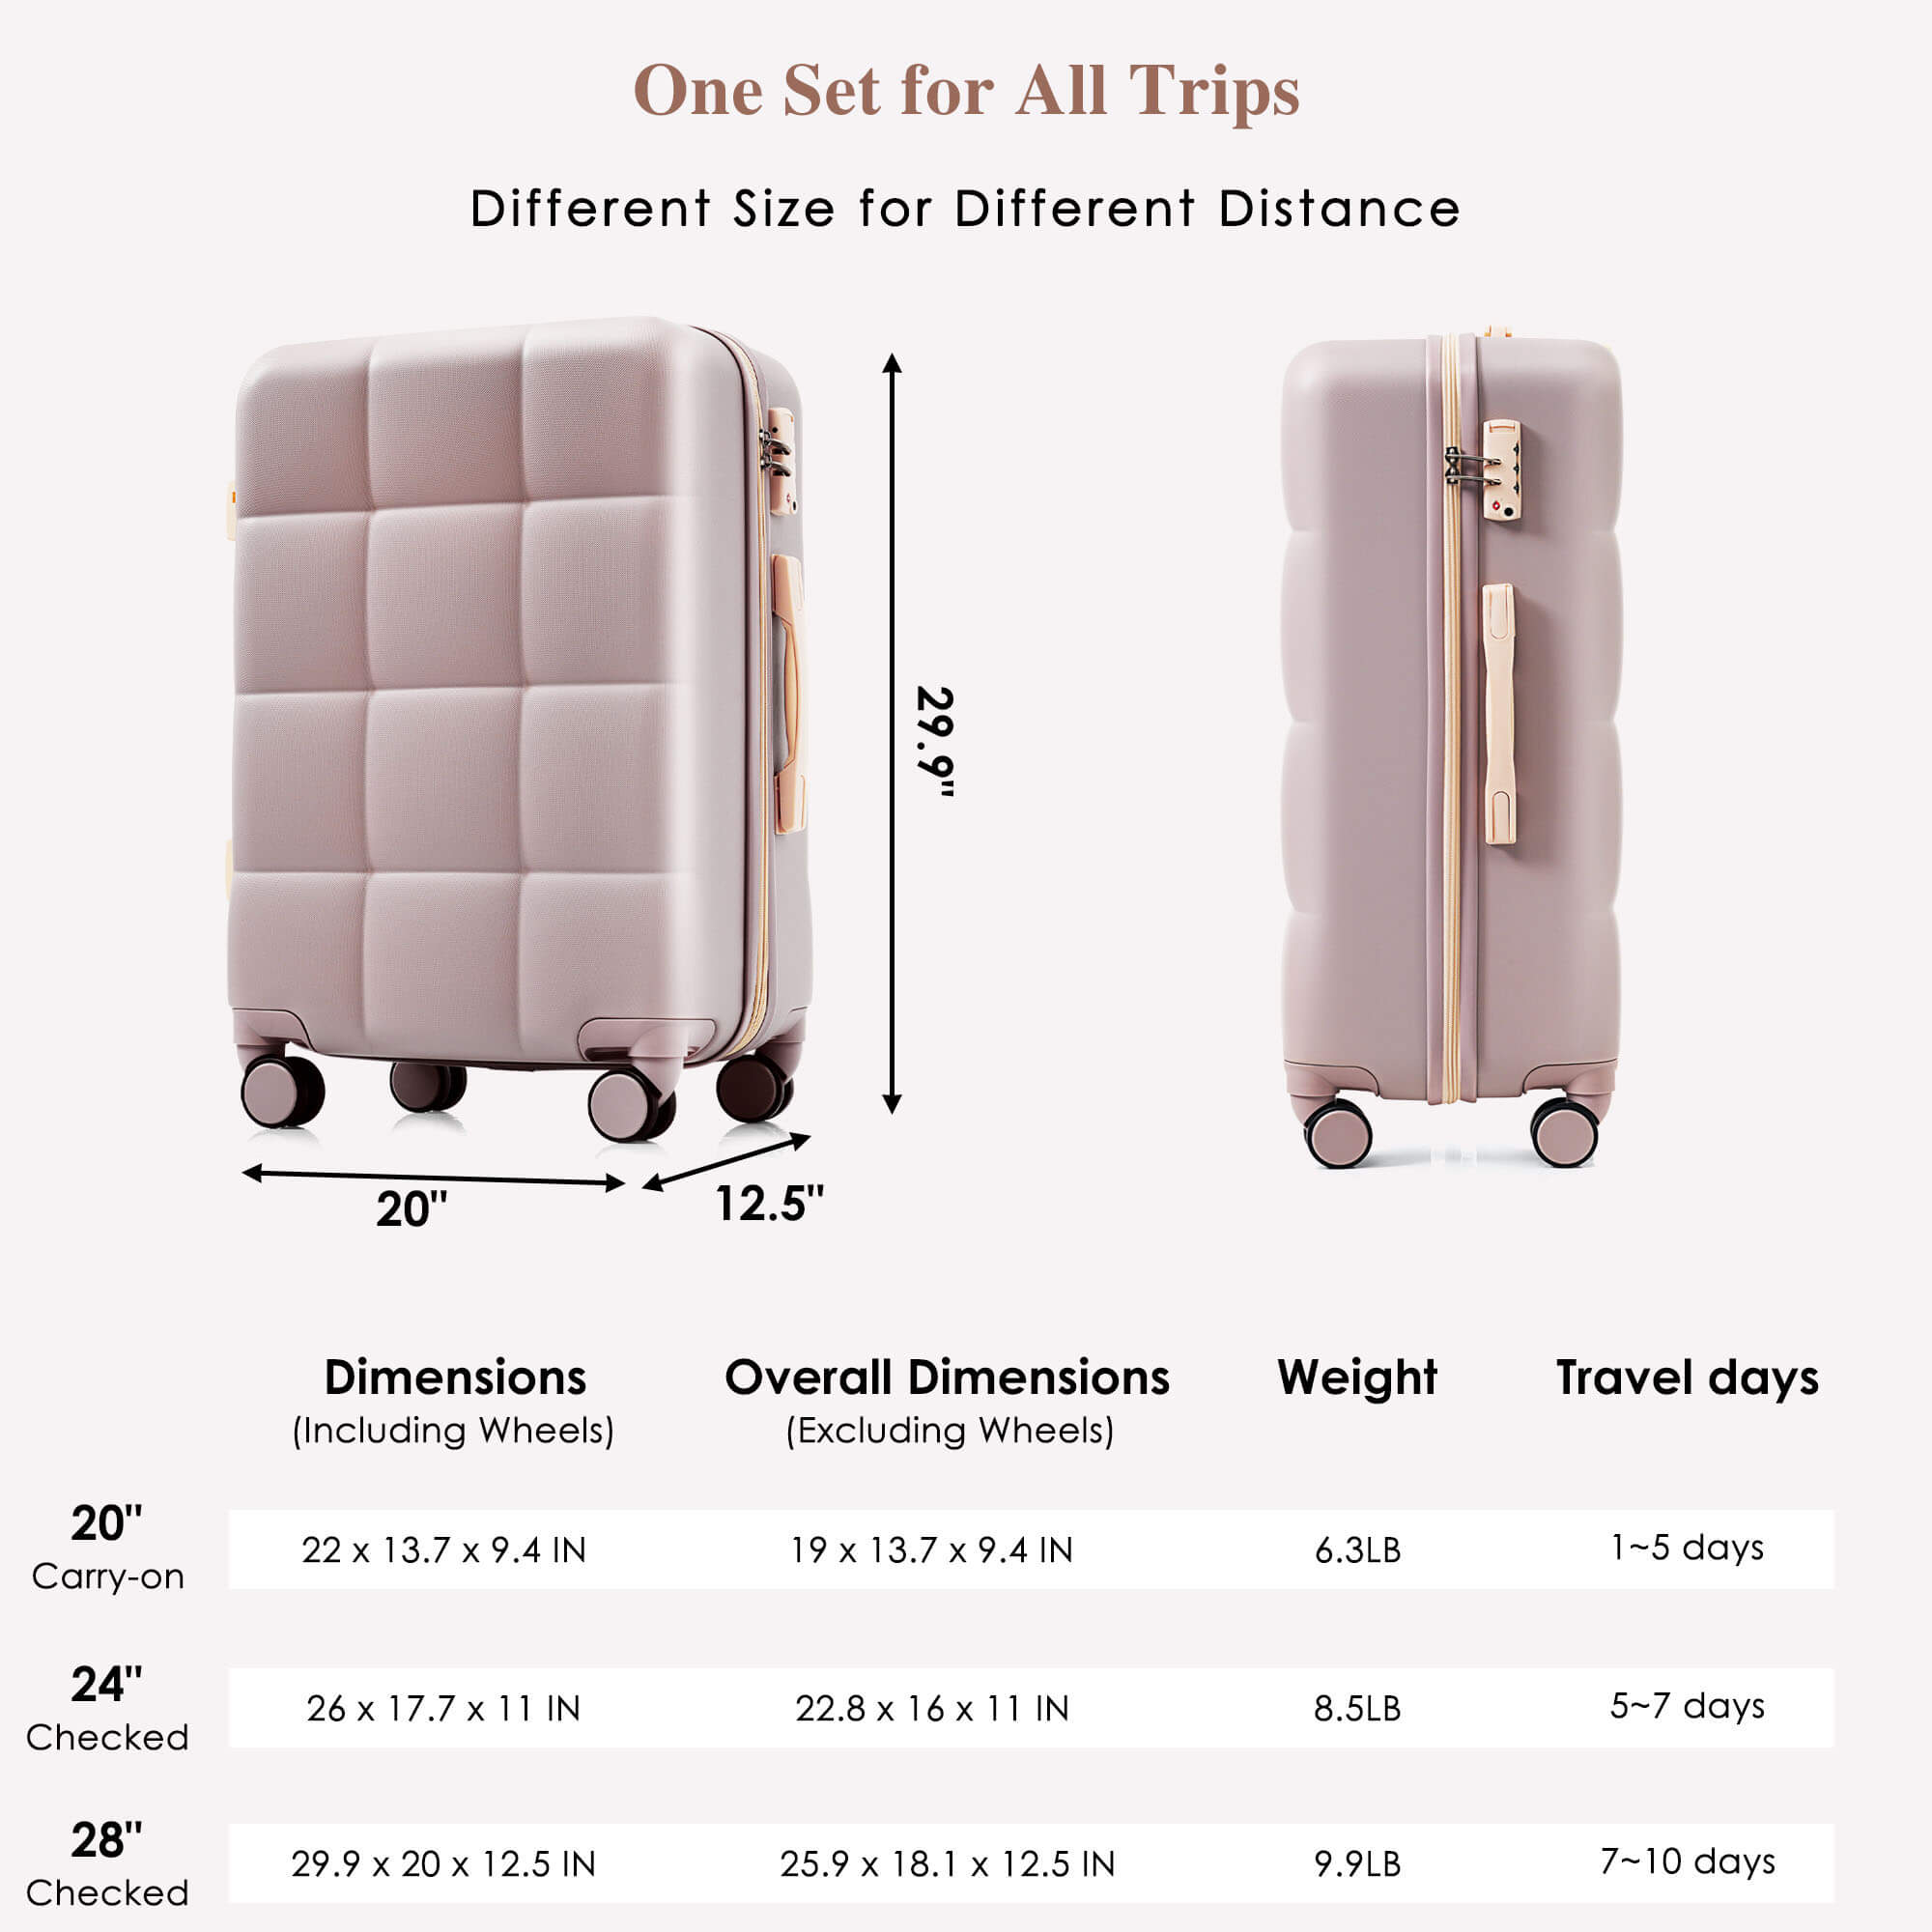 One Set for All Trips
Different Size for Different Distance
29.9"
20"
12.5"
Dimensions Overall Dimensions Weight Travel days
(Including Wheels) (Excluding Wheels)
20"
Carry-on
22 x 13.7 x 9.4 IN 19 x 13.7 x 9.4 IN 6.3LB 1~5 days
24"
Checked
26 x 17.7 x 11 IN 22.8 x 16 x 11 IN 8.5LB 5~7 days
28"
Checked
29.9 x 20 x 12.5 IN 25.9 x 18.1 x 12.5 IN 9.9LB 7~10 days